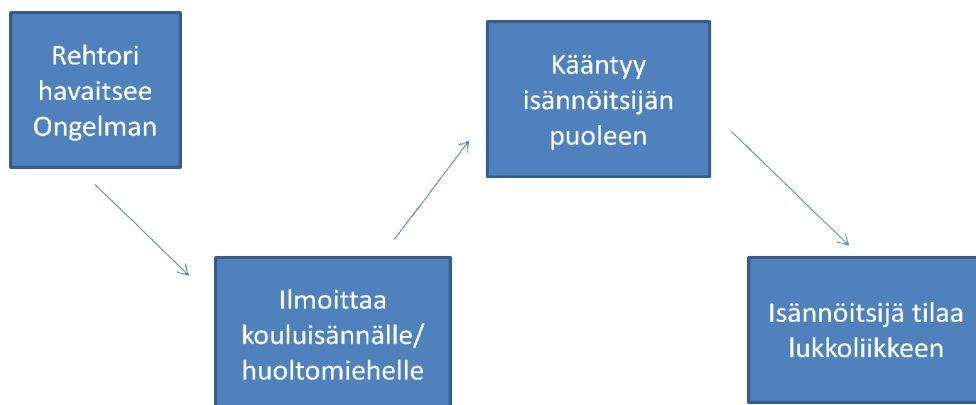 Rehtori
havaitsee
Ongelman
Ilmoittaa
kouluisännälle/
huoltomiehelle
Kääntyy
isännöitsijän
puoleen
Isännöitsijä tilaa
lukkoliikkeen